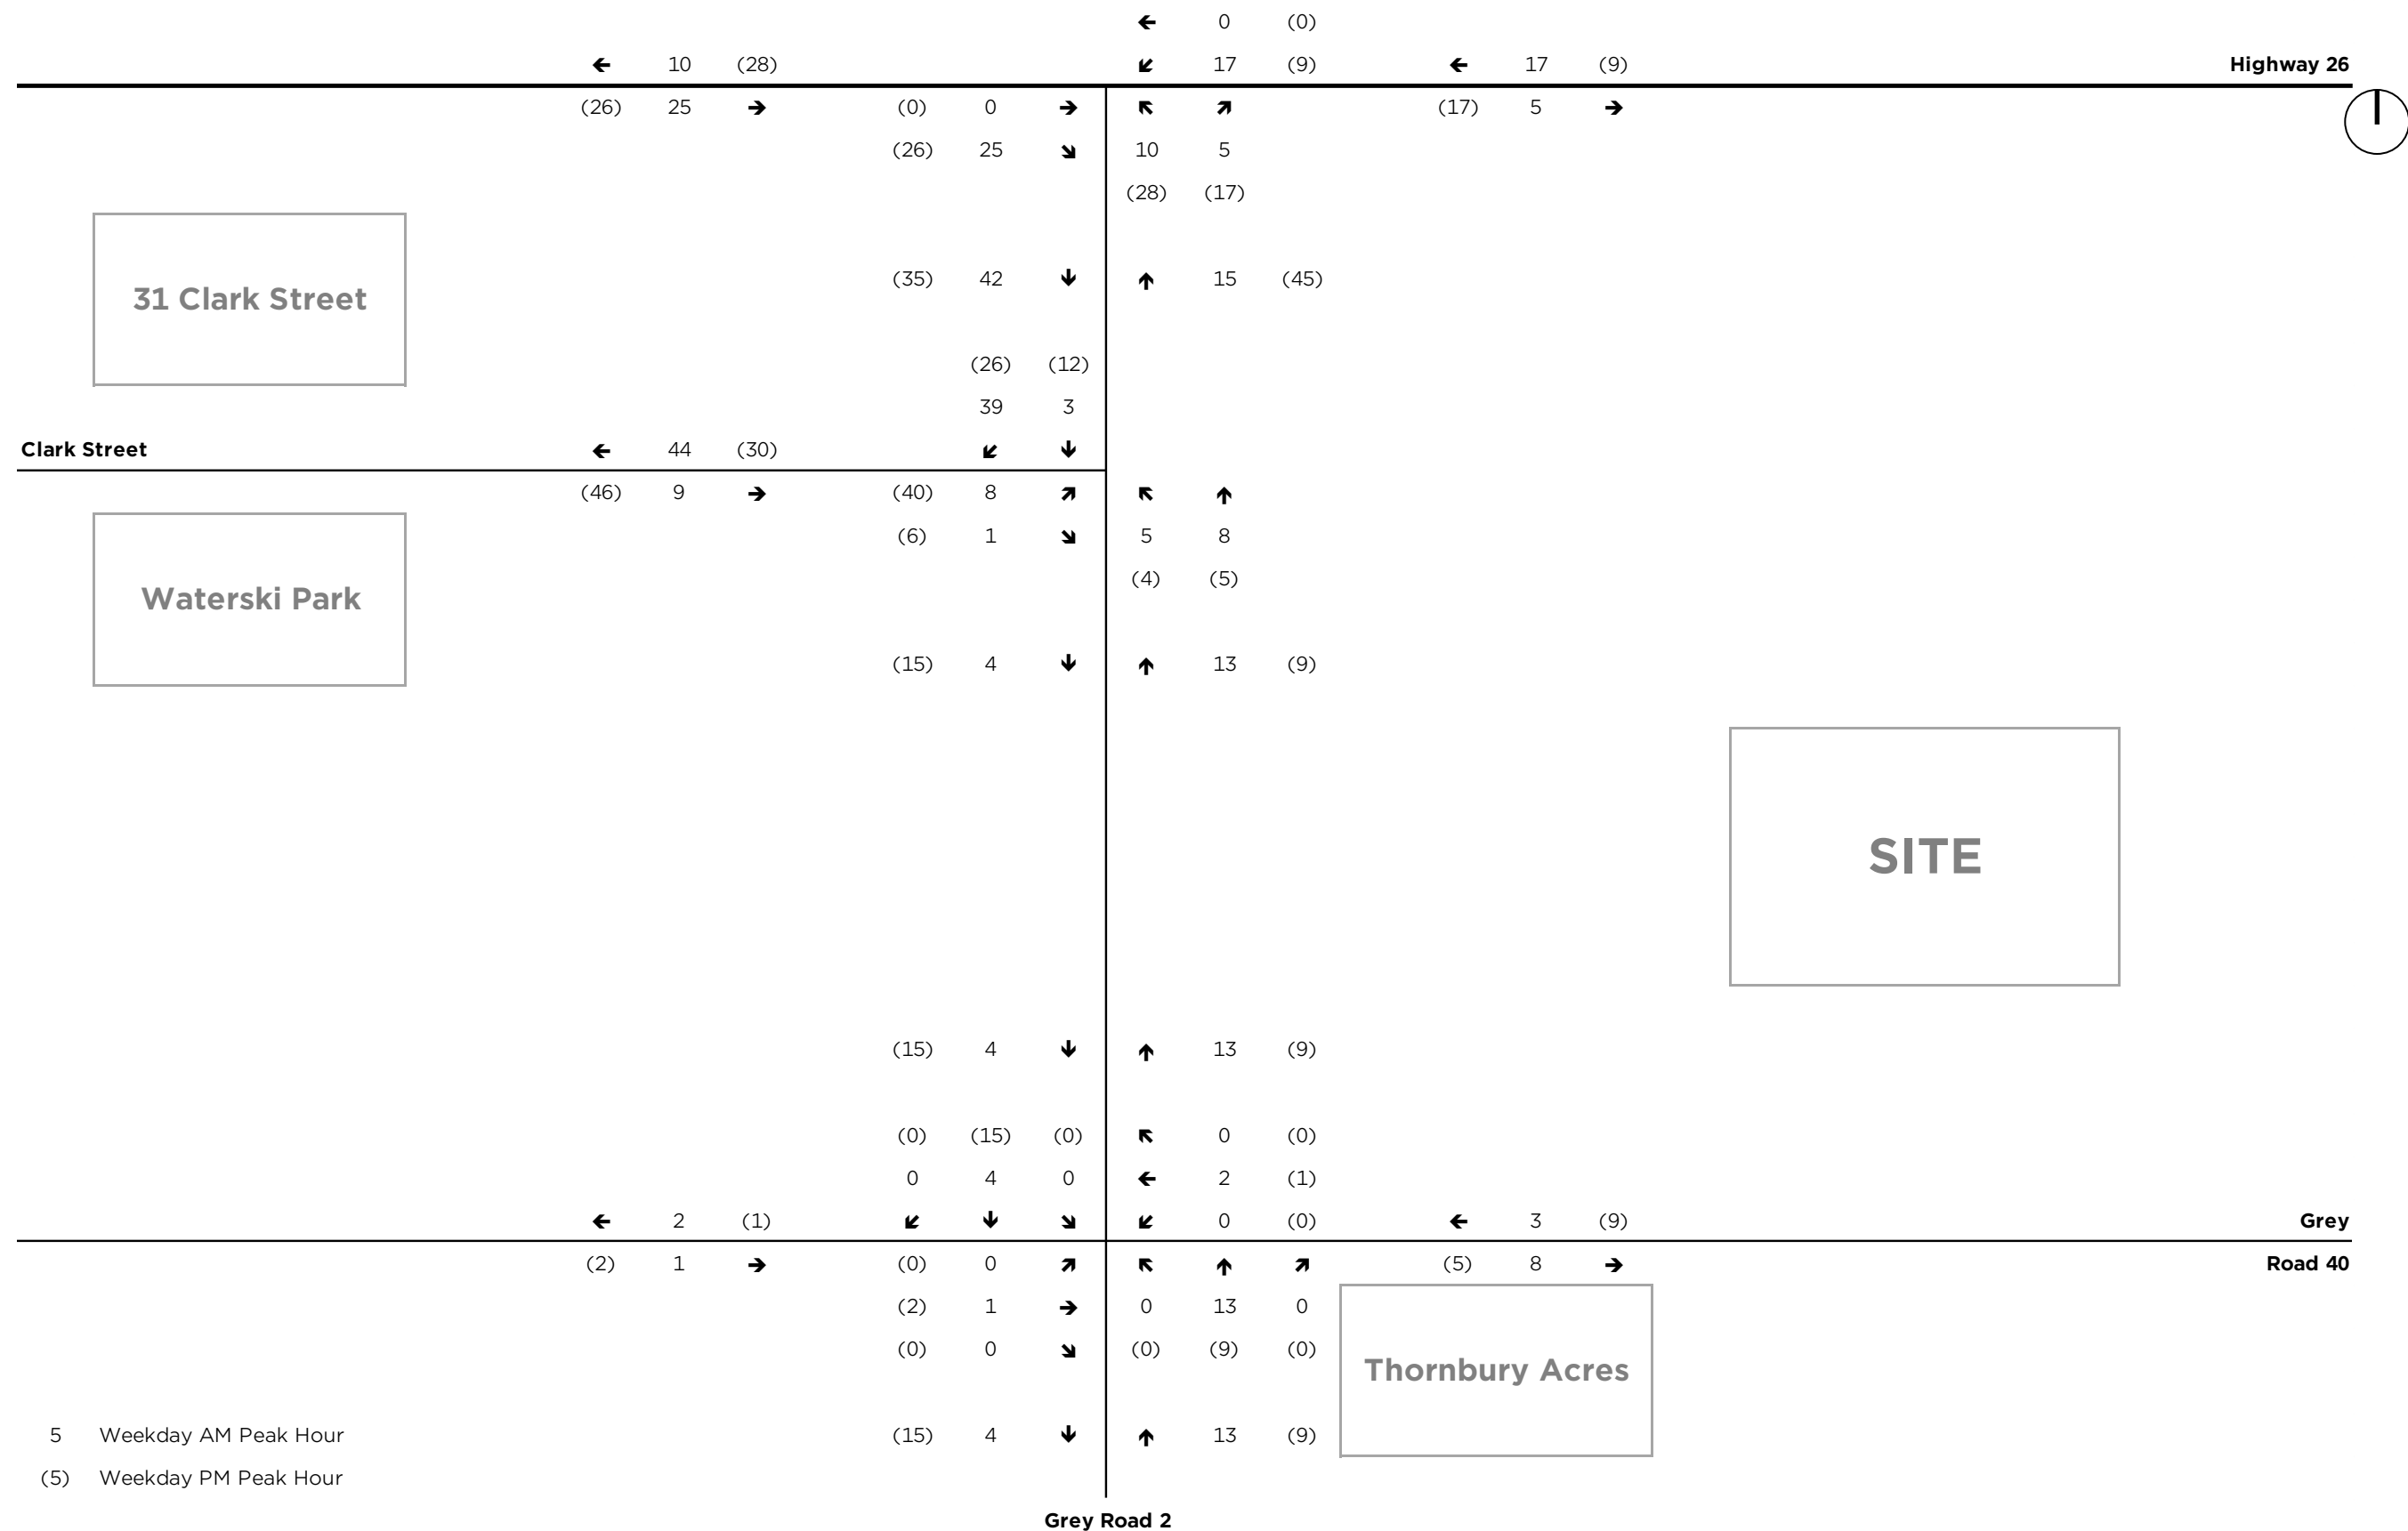 ← 0 (0)
← 10 (28) ↙ 17 (9) ← 17 (9) Highway 26
(26) 25 → (0) 0 → ↖ ↗ (17) 5 →
(26) 25 ↘ 10 5
(28) (17)
(35) 42 ↓ ↑ 15 (45)
31 Clark Street
(26) (12)
39 3
Clark Street ← 44 (30) ↙ ↓
(46) 9 → (40) 8 ↗ ↖ ↑
(6) 1 ↘ 5 8
(4) (5)
Waterski Park
(15) 4 ↓ ↑ 13 (9)
SITE
(15) 4 ↓ ↑ 13 (9)
(0) (15) (0) ↖ 0 (0)
0 4 0 ← 2 (1)
← 2 (1) ↙ ↓ ↘ ↙ 0 (0) ← 3 (9) Grey
(2) 1 → (0) 0 ↗ ↖ ↑ ↗ (5) 8 → Road 40
(2) 1 → 0 13 0
(0) 0 ↘ (0) (9) (0)
Thornbury Acres
5 Weekday AM Peak Hour (15) 4 ↓ ↑ 13 (9)
(5) Weekday PM Peak Hour
Grey Road 2